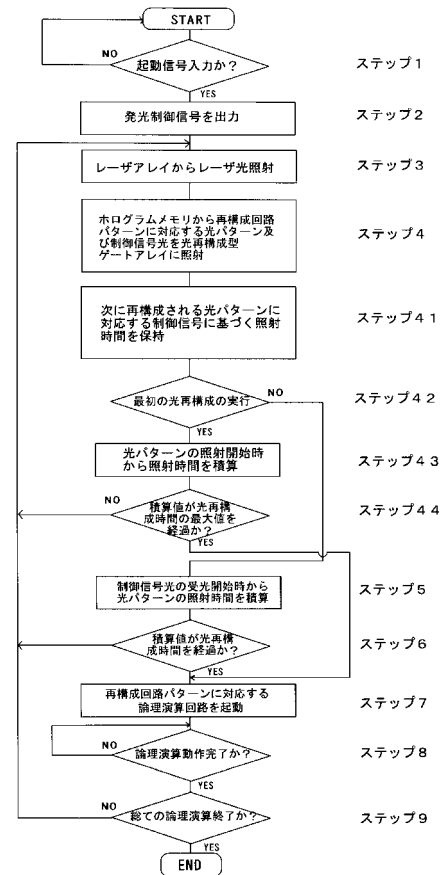 START
NO
起動信号入力か?
ステップ1
YES
発光制御信号を出力
ステップ2
レーザアレイからレーザ光照射
ステップ3
ホログラムメモリから再構成回路
パターンに対応する光パターン及
び制御信号光を光再構成型
ゲートアレイに照射
ステップ4
次に再構成される光パターンに
対応する制御信号に基づく照射
時間を保持
ステップ41
最初の光再構成の実行
NO
ステップ42
YES
光パターンの照射開始時
から照射時間を積算
ステップ43
NO
積算値が光再構
成時間の最大値を
経過か?
ステップ44
YES
制御信号光の受光開始時から
光パターンの照射時間を積算
ステップ5
NO
積算値が光再構
成時間を経過か?
ステップ6
YES
再構成回路パターンに対応する
論理演算回路を起動
ステップ7
NO
論理演算動作完了か?
ステップ8
YES
NO
総ての論理演算終了か?
ステップ9
YES
END